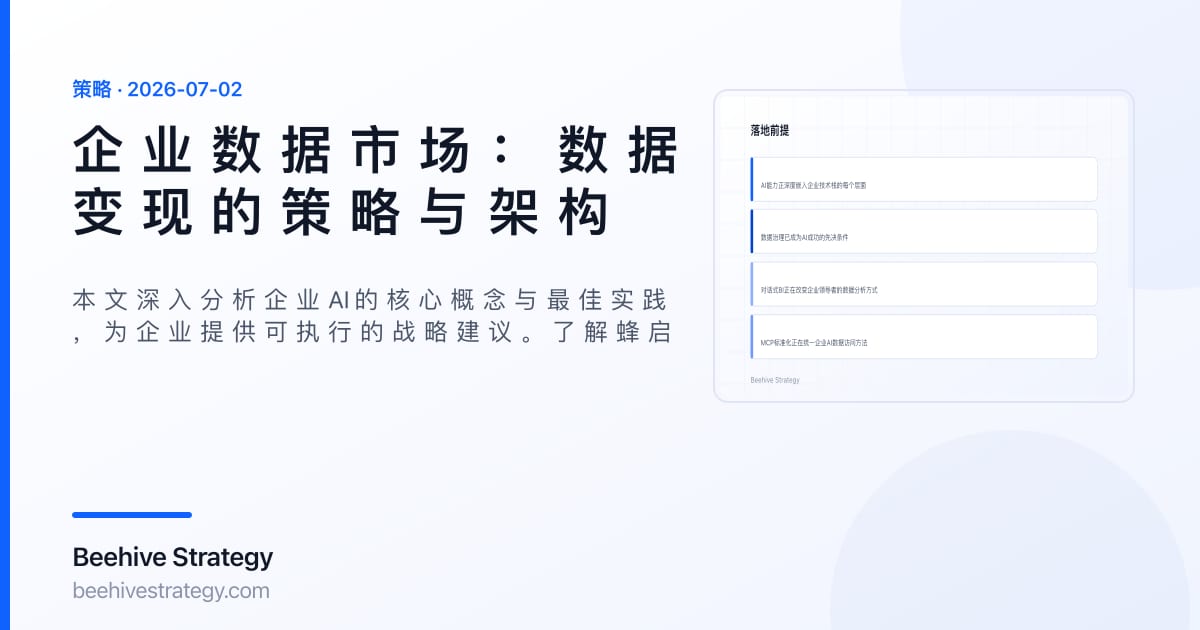 策略 · 2026-07-02
企业数据市场：数据
变现的策略与架构
本文深入分析企业AI的核心概念与最佳实践
，为企业提供可执行的战略建议。了解蜂启
落地前提
AI能力正深度嵌入企业技术栈的每个层面
数据治理已成为AI成功的先决条件
对话式BI正在改变企业领导者的数据分析方式
MCP标准化正在统一企业AI数据访问方法
Beehive Strategy
Beehive Strategy
beehivestrategy.com